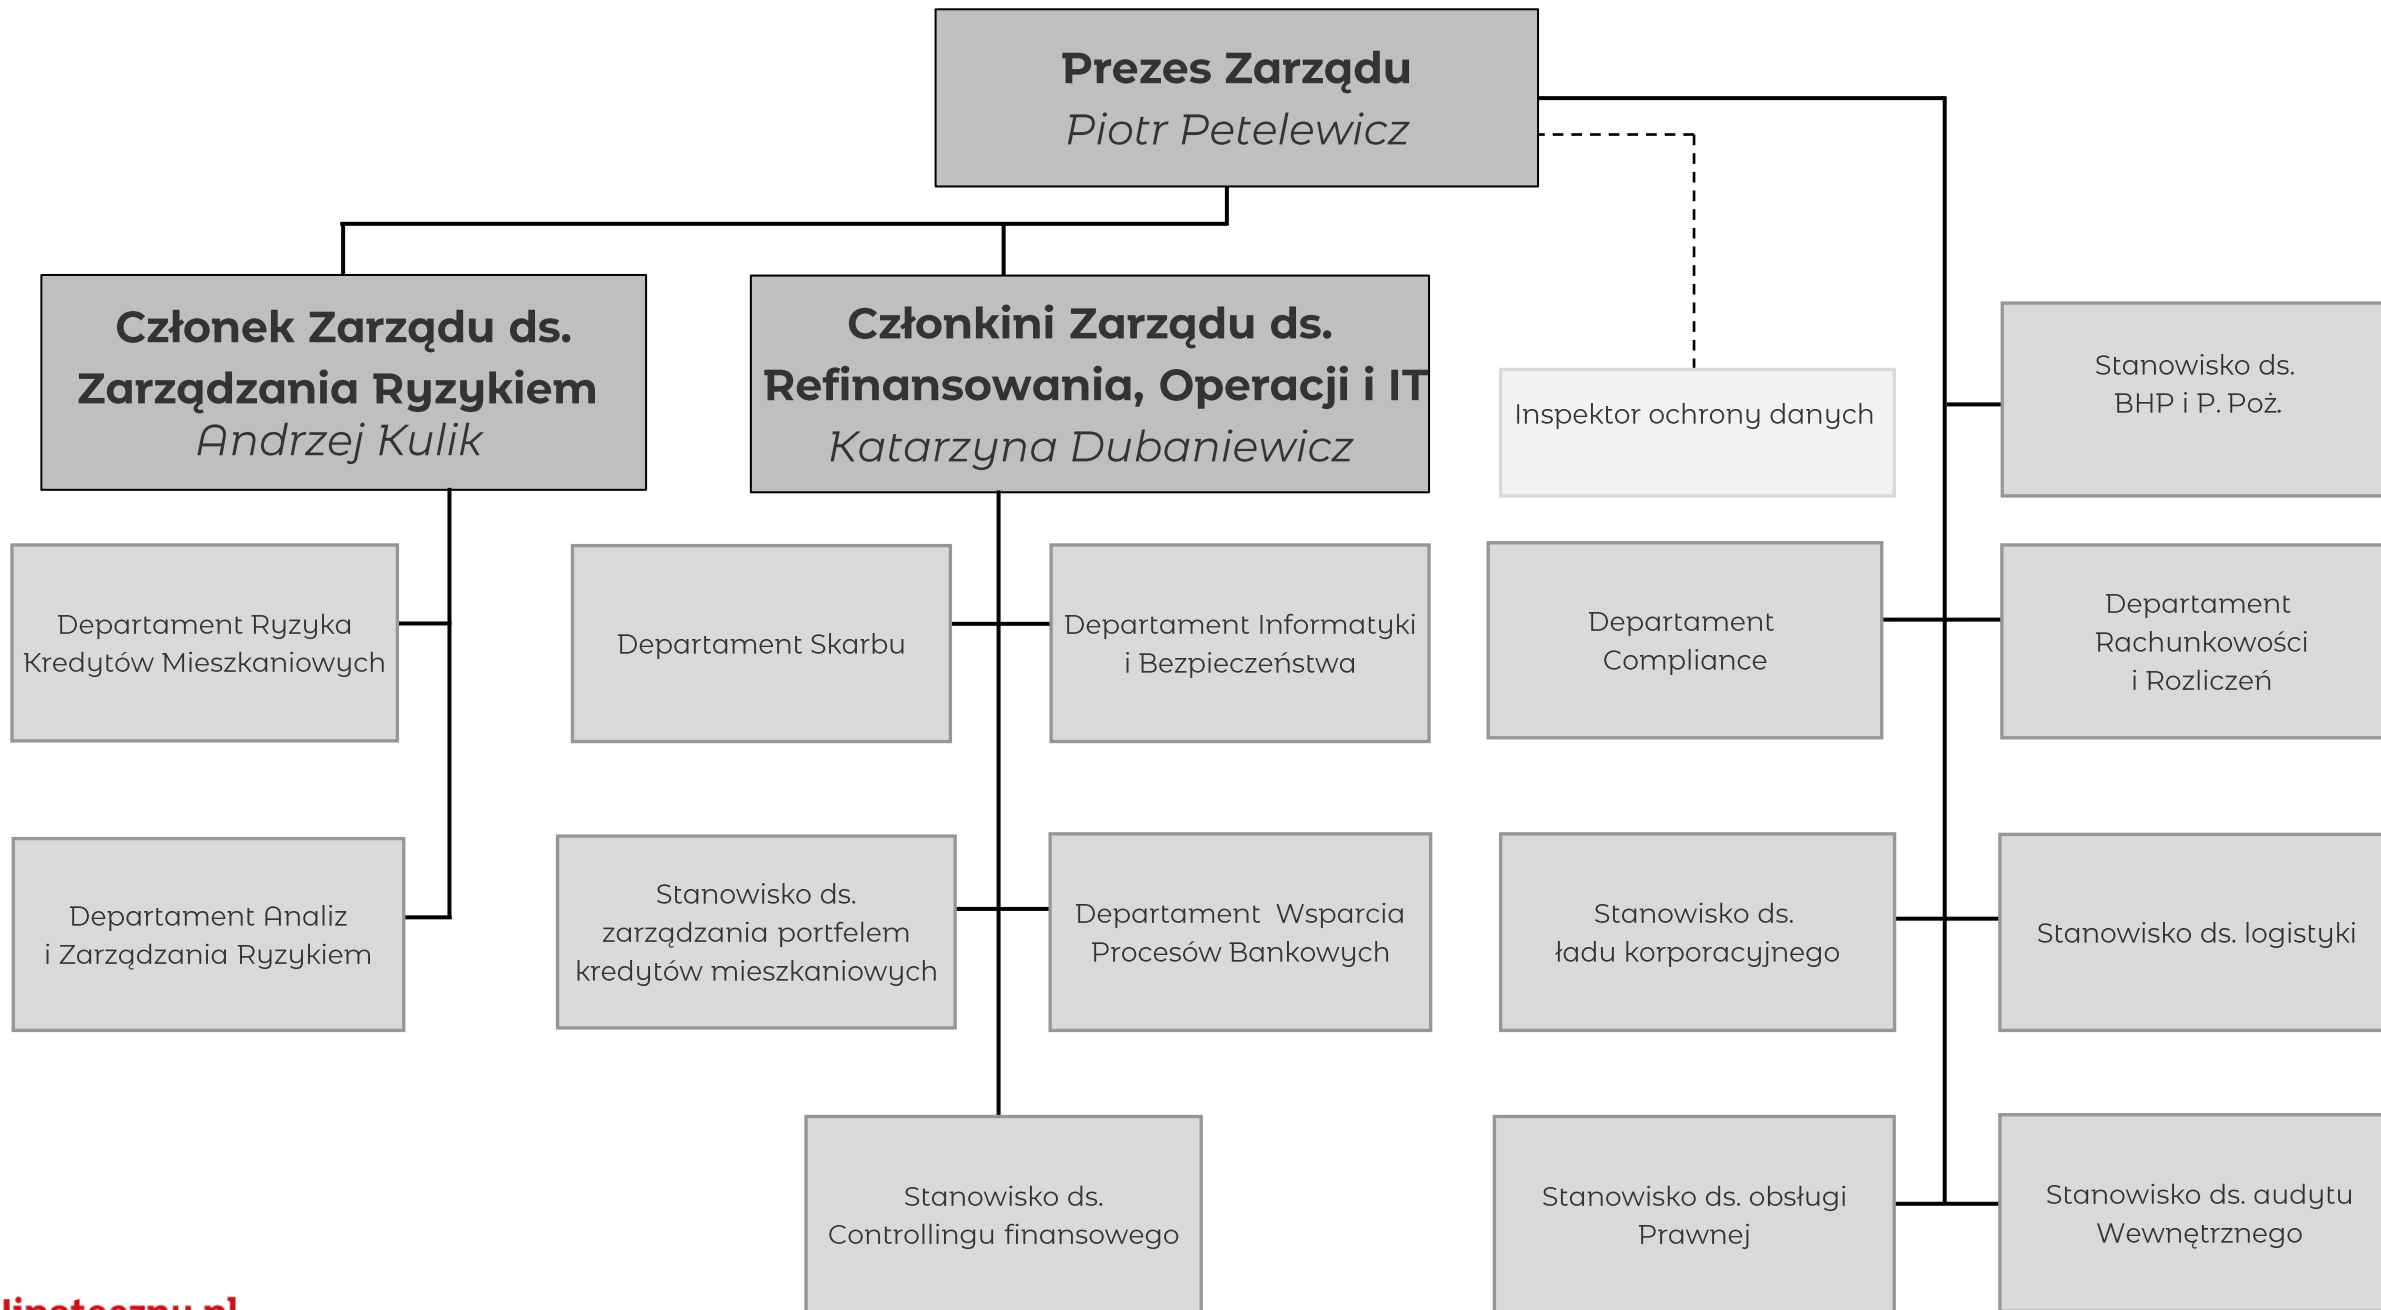 Prezes Zarządu
Piotr Petelewicz
Członek Zarządu ds.
Zarządzania Ryzykiem
Andrzej Kulik
Członkini Zarządu ds.
Refinansowania, Operacji i IT
Katarzyna Dubaniewicz
Inspektor ochrony danych
Stanowisko ds.
BHP i P. Poż.
Departament Ryzyka
Kredytów Mieszkaniowych
Departament Skarbu
Departament Informatyki
i Bezpieczeństwa
Departament
Compliance
Departament
Rachunkowości
i Rozliczeń
Departament Analiz
i Zarządzania Ryzykiem
Stanowisko ds.
zarządzania portfelem
kredytów mieszkaniowych
Departament  Wsparcia
Procesów Bankowych
Stanowisko ds.
ładu korporacyjnego
Stanowisko ds. logistyki
Stanowisko ds.
Controllingu finansowego
Stanowisko ds. obsługi
Prawnej
Stanowisko ds. audytu
Wewnętrznego